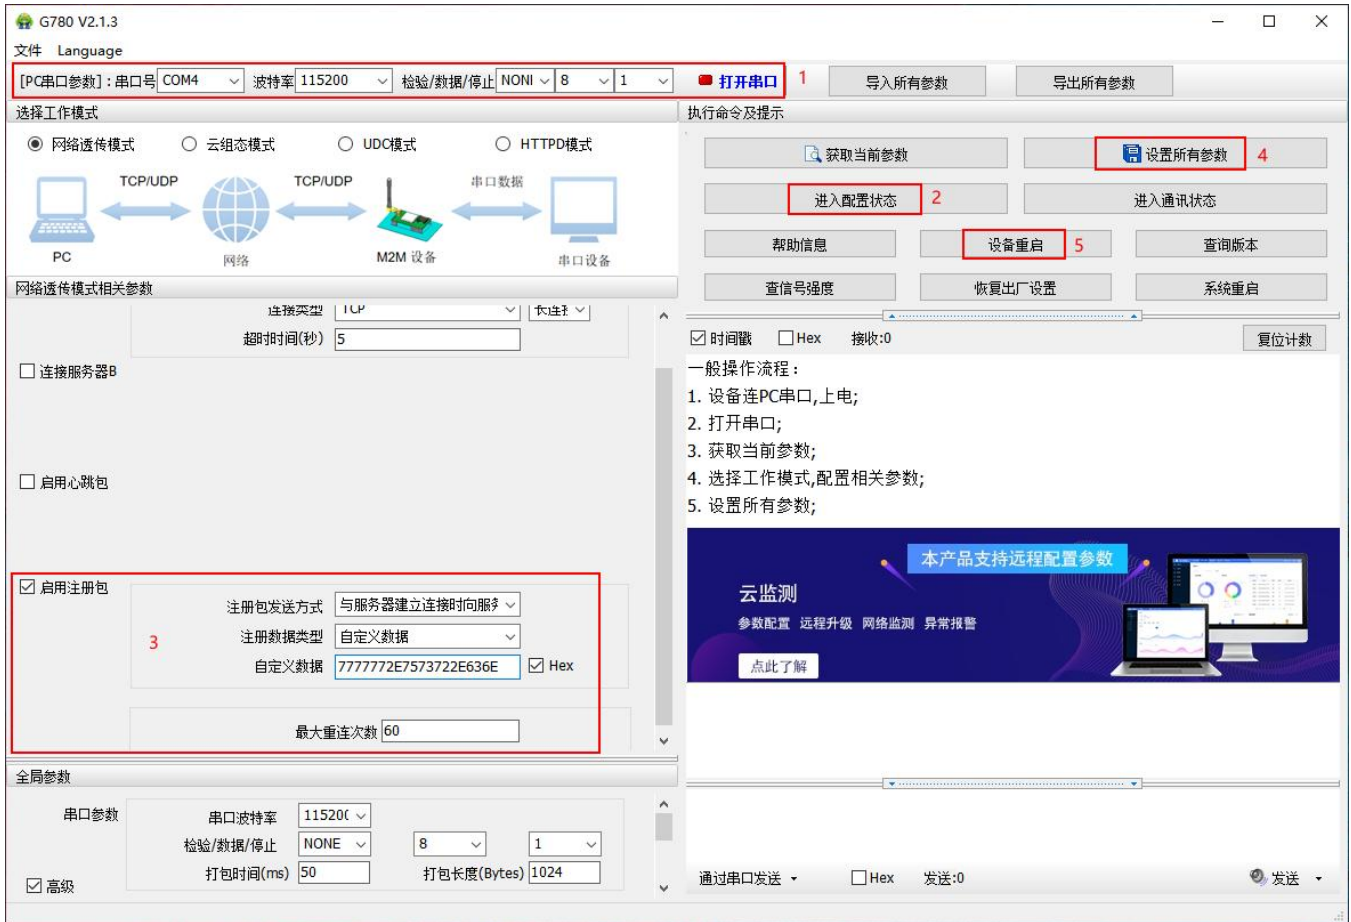 G780 V2.1.3
文件 Language
[PC串口参数]：串口号 COM4 波特率 115200 检验/数据/停止 NONI 8 1 打开串口 1 导入所有参数 导出所有参数
选择工作模式
网络透传模式 云组态模式 UDC模式 HTTPD模式
TCP/UDP TCP/UDP 串口数据
PC 网络 M2M 设备 串口设备
网络透传模式相关参数
连接类型 TCP 长连
超时时间(秒) 5
连接服务器B
启用心跳包
启用注册包
注册包发送方式 与服务器建立连接时向服务
3 注册数据类型 自定义数据
自定义数据 7777772E7573722E636E Hex
最大重连次数 60
全局参数
串口参数 串口波特率 11520(
检验/数据/停止 NONE 8 1
打包时间(ms) 50 打包长度(Bytes) 1024
高级
执行命令及提示
获取当前参数 设置所有参数 4
进入配置状态 2 进入通讯状态
帮助信息 设备重启 5 查询版本
查信号强度 恢复出厂设置 系统重启
时间戳 Hex 接收:0 复位计数
一般操作流程：
1. 设备连PC串口,上电;
2. 打开串口;
3. 获取当前参数;
4. 选择工作模式,配置相关参数;
5. 设置所有参数;
本产品支持远程配置参数
云监测
参数配置 远程升级 网络监测 异常报警
点此了解
通过串口发送 Hex 发送:0 发送